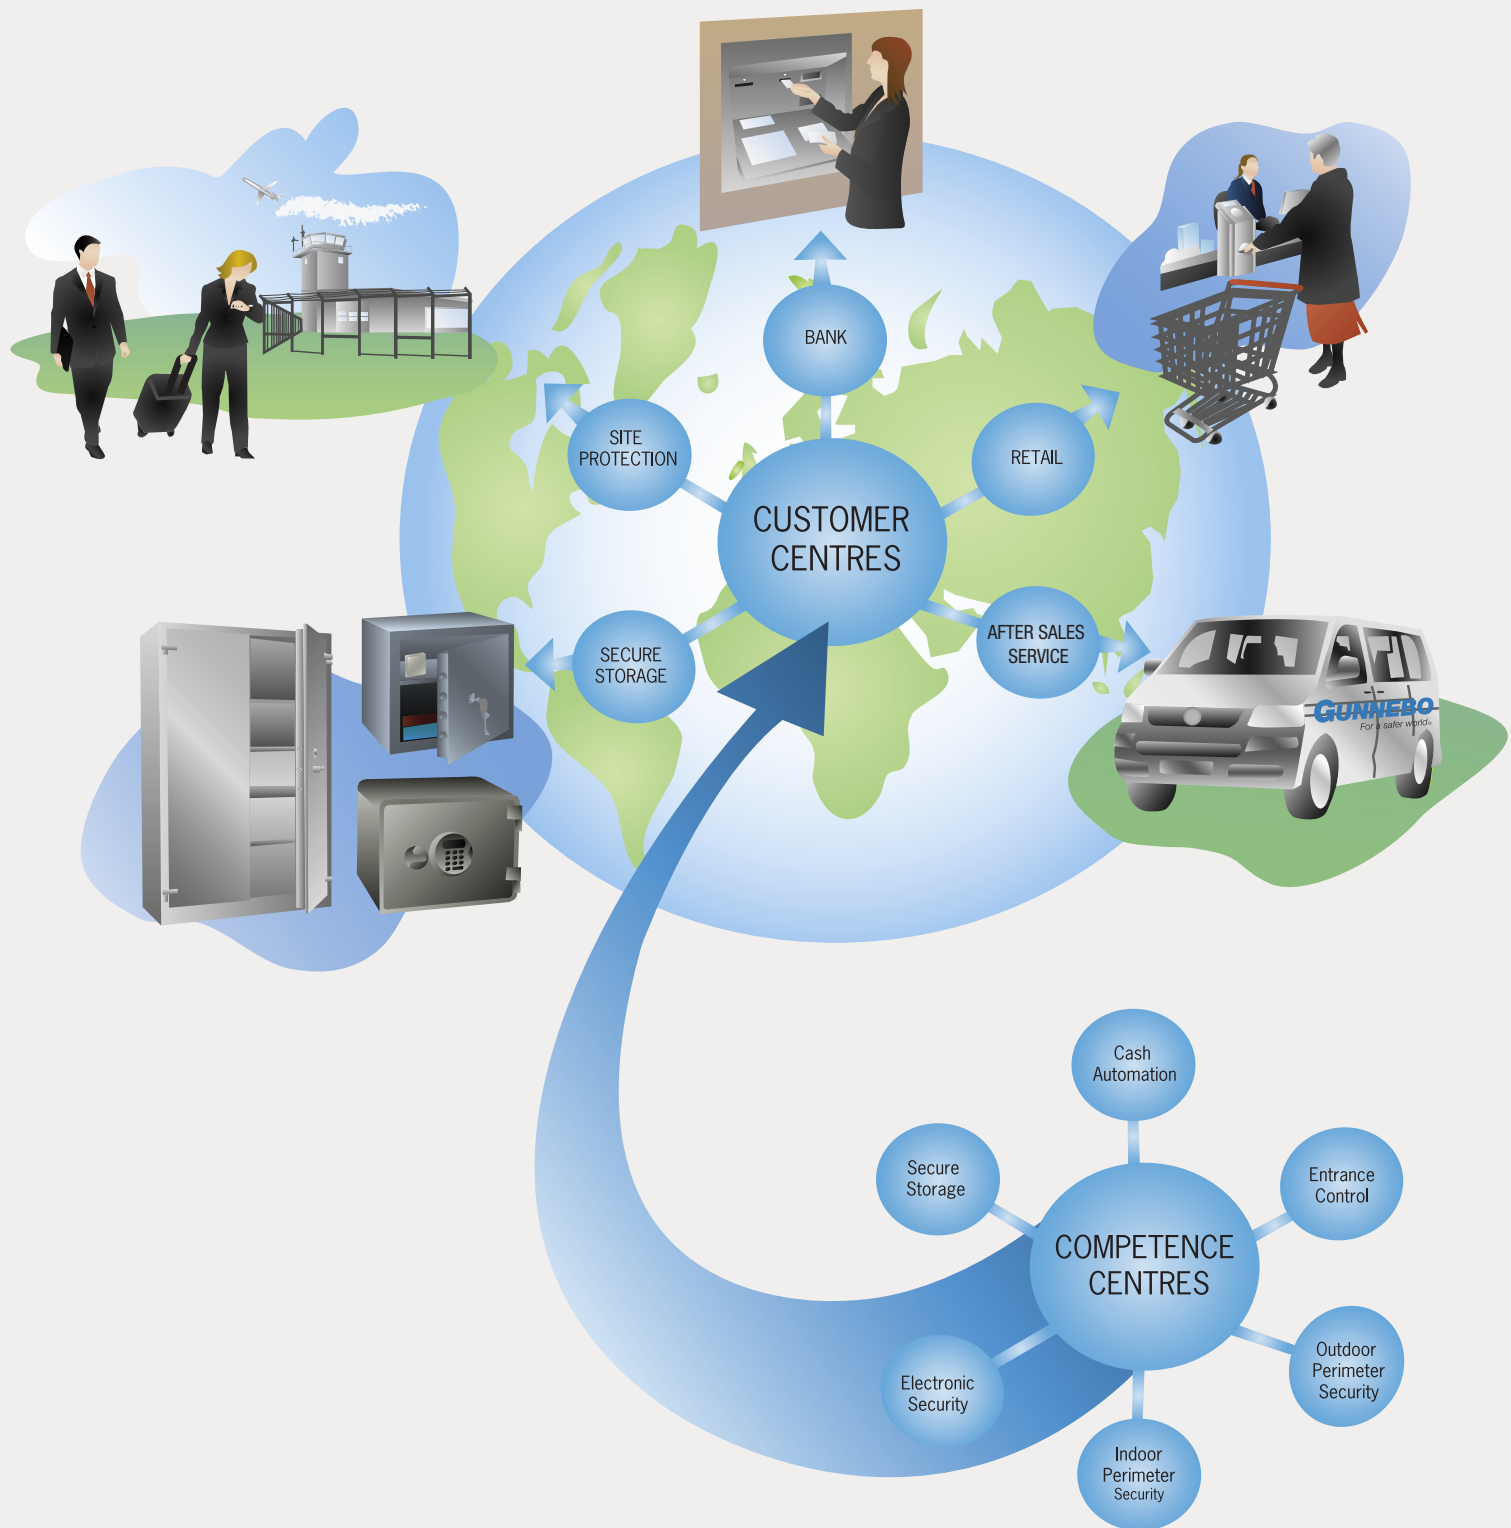 BANK
SITE
PROTECTION
RETAIL
CUSTOMER
CENTRES
SECURE
STORAGE
AFTER SALES
SERVICE
GUNNEBO
For a safer world®
Cash
Automation
Secure
Storage
Entrance
Control
COMPETENCE
CENTRES
Electronic
Security
Outdoor
Perimeter
Security
Indoor
Perimeter
Security